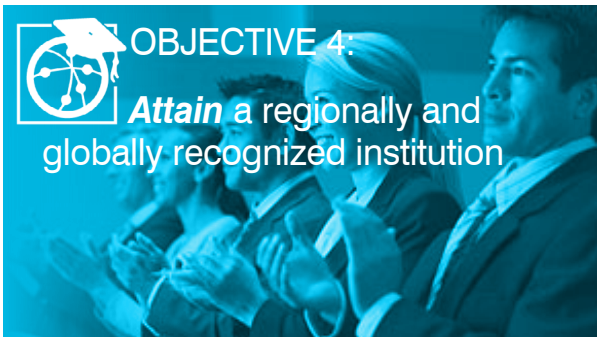 OBJECTIVE 4:
Attain a regionally and
globally recognized institution